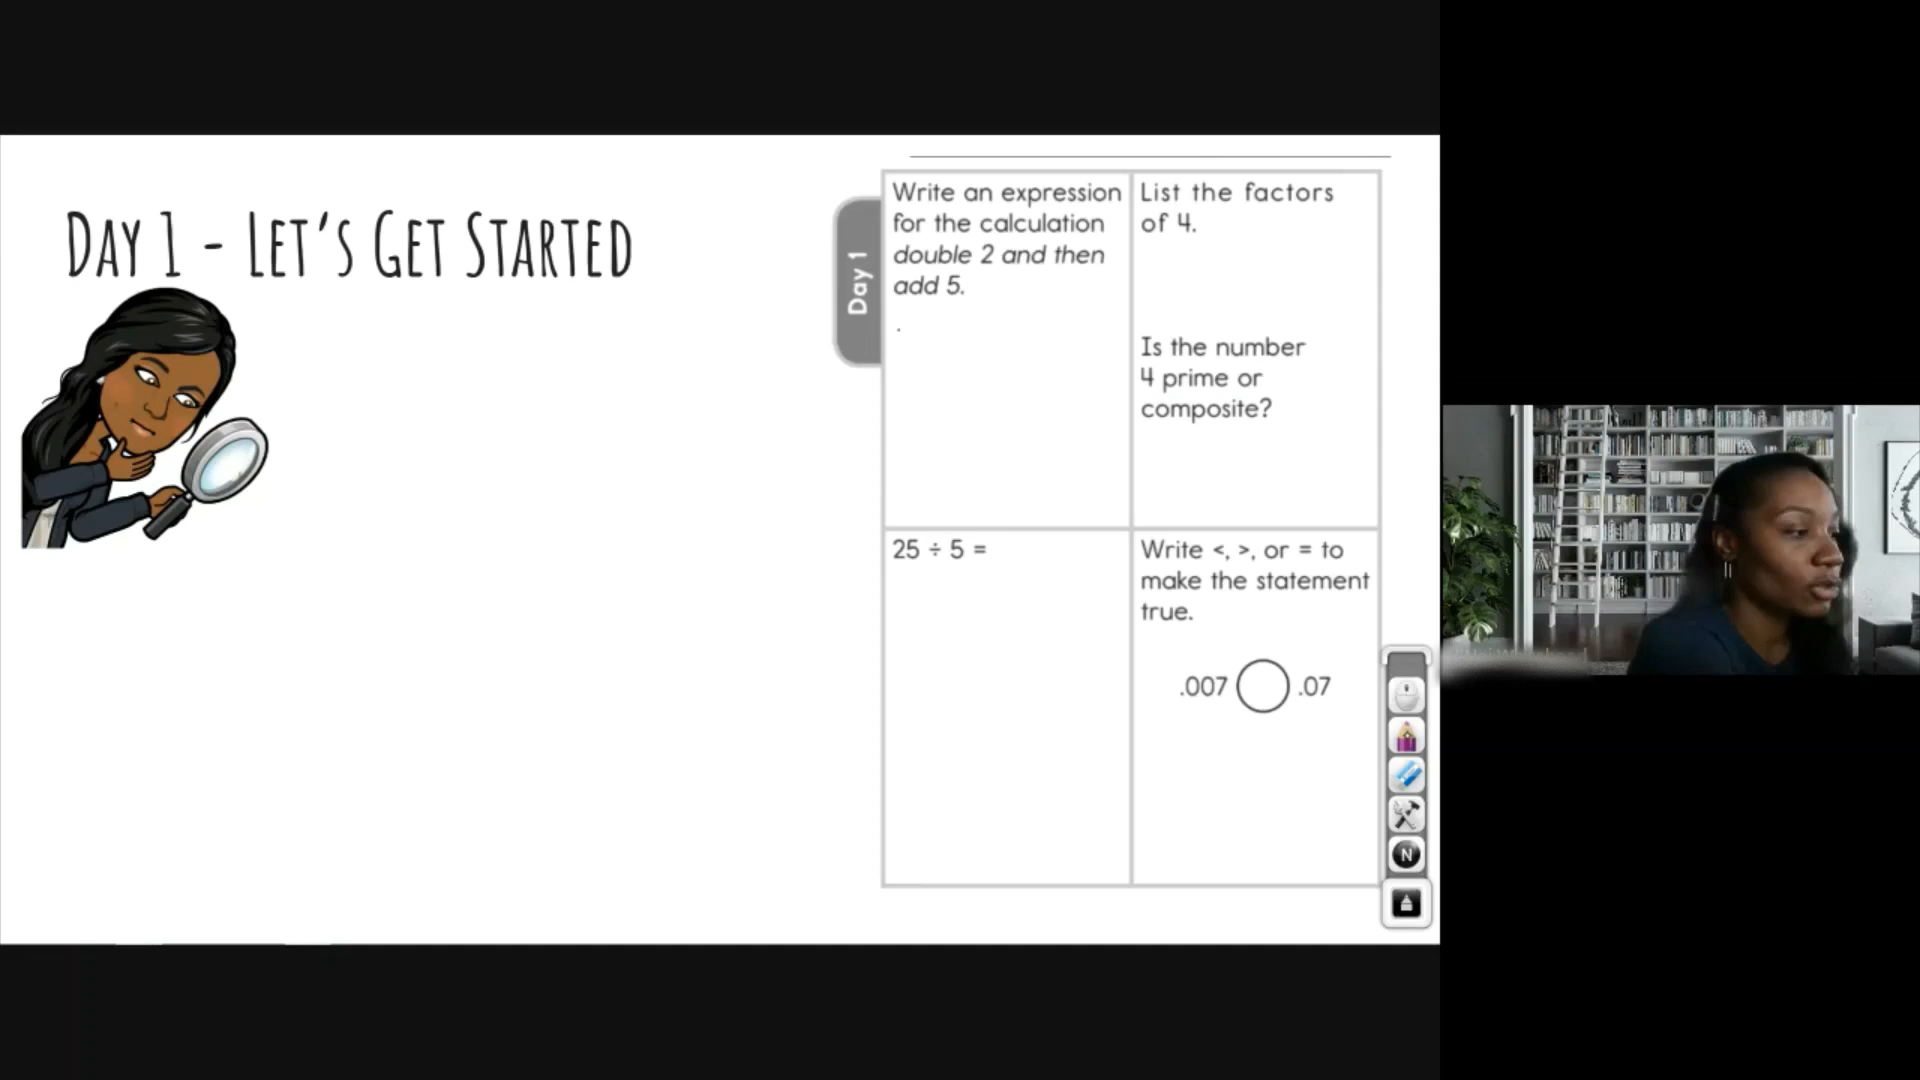 DAY 1 - LET'S GET STARTED
Day 1
Write an expression
for the calculation
double 2 and then
add 5.
.
List the factors
of 4.
Is the number
4 prime or
composite?
25 ÷ 5 =
Write <, >, or = to
make the statement
true.
.007 .07
N